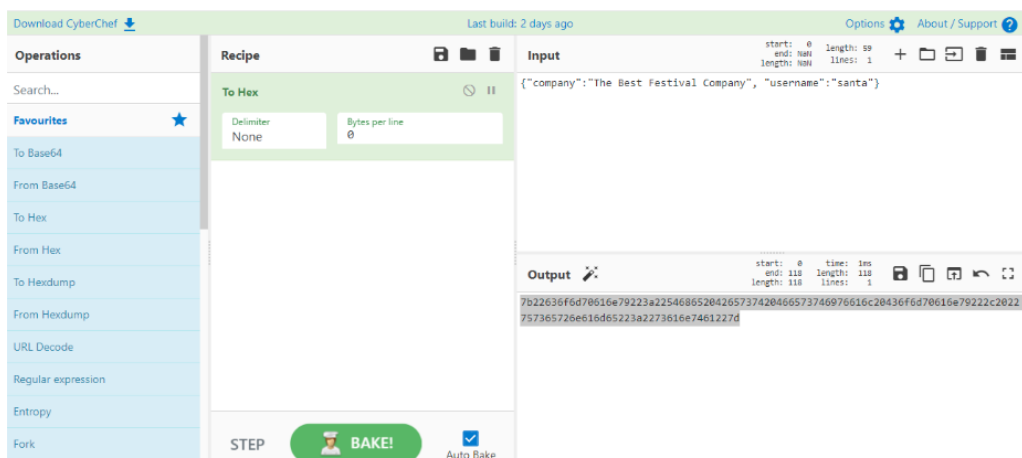 Download CyberChef
Last build: 2 days ago
Options
About / Support
Operations
Search...
Favourites
To Base64
From Base64
To Hex
From Hex
To Hexdump
From Hexdump
URL Decode
Regular expression
Entropy
Fork
Recipe
To Hex
Delimiter
None
Bytes per line
0
STEP
BAKE!
Auto Bake
Input
start: 0
end: NaN
length: NaN
length: 59
lines: 1
{"company":"The Best Festival Company", "username":"santa"}
Output
start: 0
end: 118
length: 118
time: 1ms
length: 118
lines: 1
7b22636f6d70616e79223a22546865204265737420466573746976616c20436f6d70616e79222c2022
757365726e616d65223a2273616e7461227d